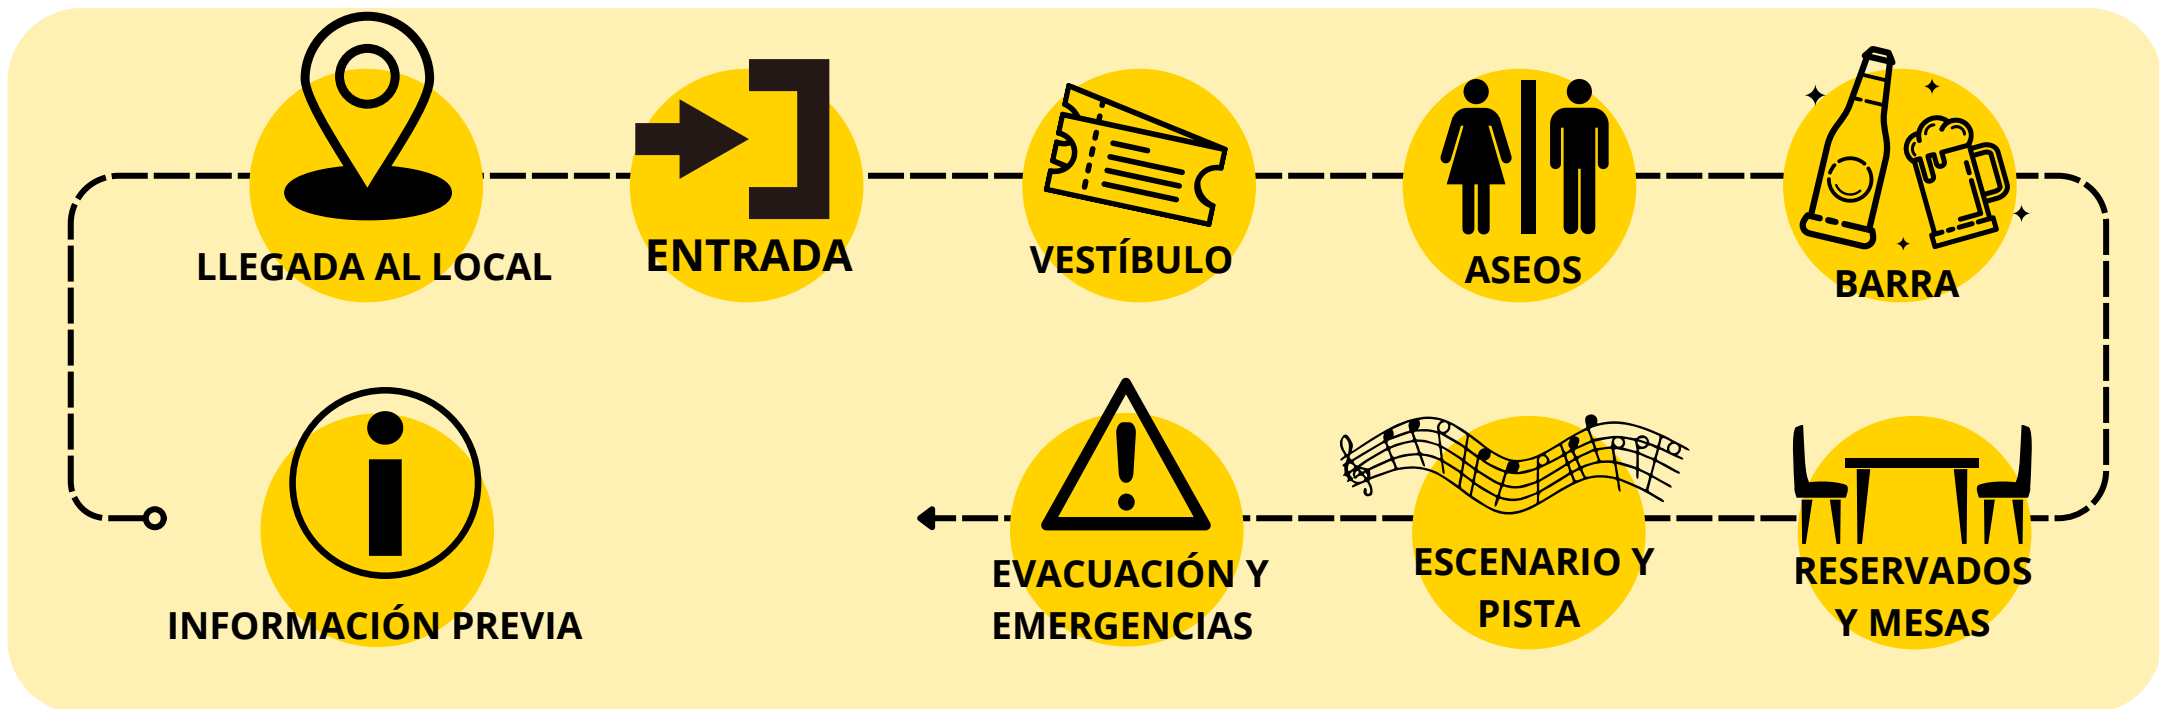 LLEGADA AL LOCAL
ENTRADA
VESTÍBULO
ASEOS
BARRA
INFORMACIÓN PREVIA
EVACUACIÓN Y
EMERGENCIAS
ESCENARIO Y
PISTA
RESERVADOS
Y MESAS